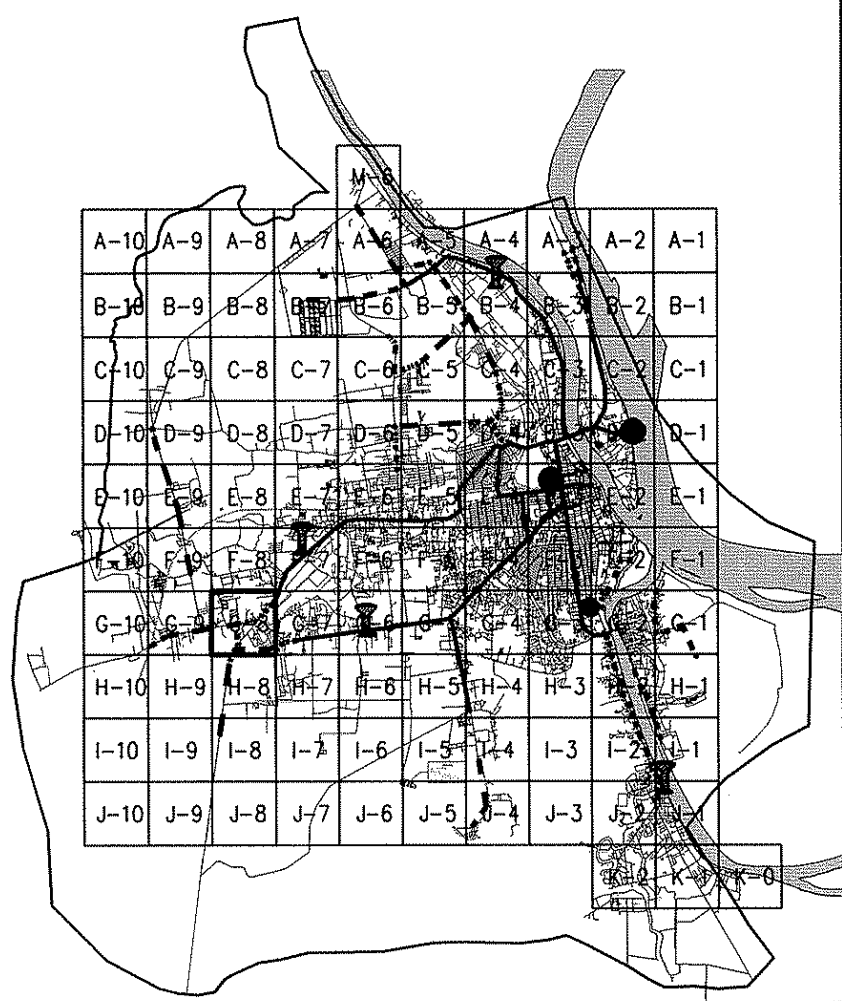 M-6
A-10 A-9 A-8 A-7 A-6 A-5 A-4 A-3 A-2 A-1
B-10 B-9 B-8 B-6 B-5 B-4 B-3 B-2 B-1
C-10 C-9 C-8 C-7 C-6 C-5 C-4 C-3 C-2 C-1
D-10 D-9 D-8 D-7 D-6 D-5 D-1
E-10 E-9 E-8 E-7 E-6 E-5 E-2 E-1
F-10 F-9 F-8 F-6 F-1
G-10 G-9 G-8 G-7 G-4 G-2 G-1
H-10 H-9 H-8 H-7 H-6 H-5 H-4 H-3 H-2 H-1
I-10 I-9 I-8 I-7 I-6 I-5 I-4 I-3 I-2 I-1
J-10 J-9 J-8 J-7 J-6 J-5 J-4 J-3 J-2 J-1
K-2 K-1 K-0